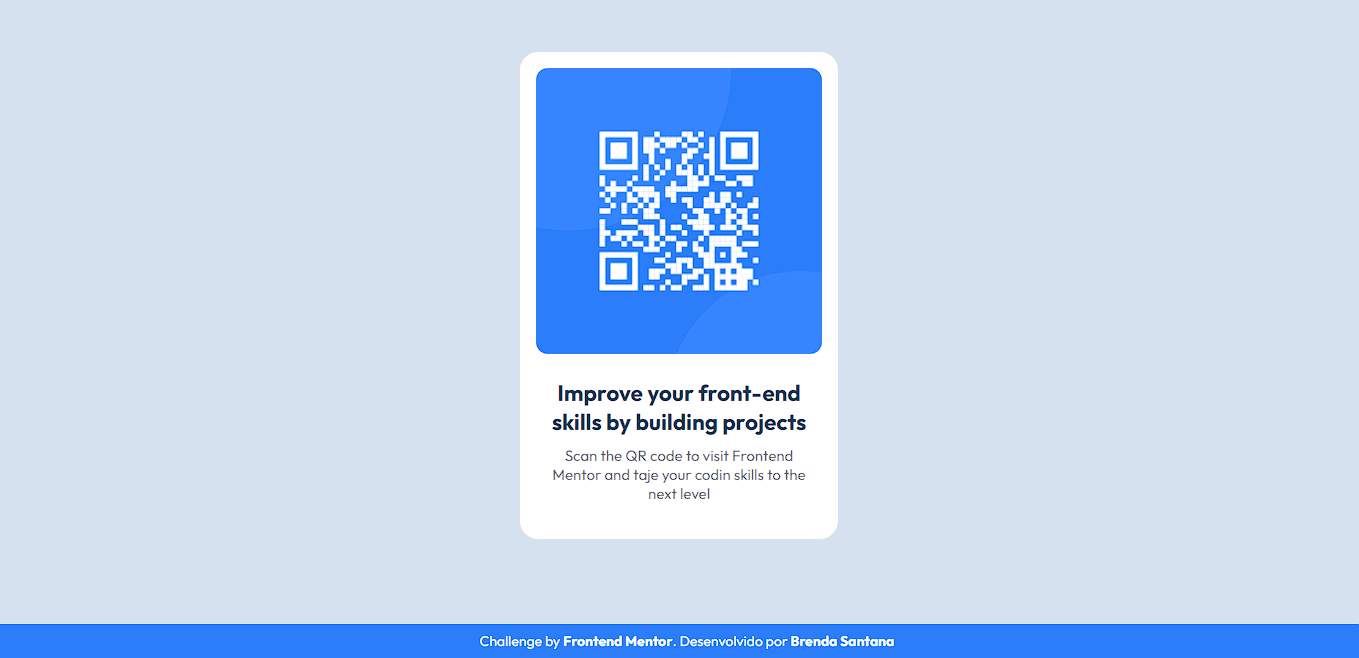 Improve your front-end
skills by building projects
Scan the QR code to visit Frontend
Mentor and taje your codin skills to the
next level
Challenge by Frontend Mentor. Desenvolvido por Brenda Santana